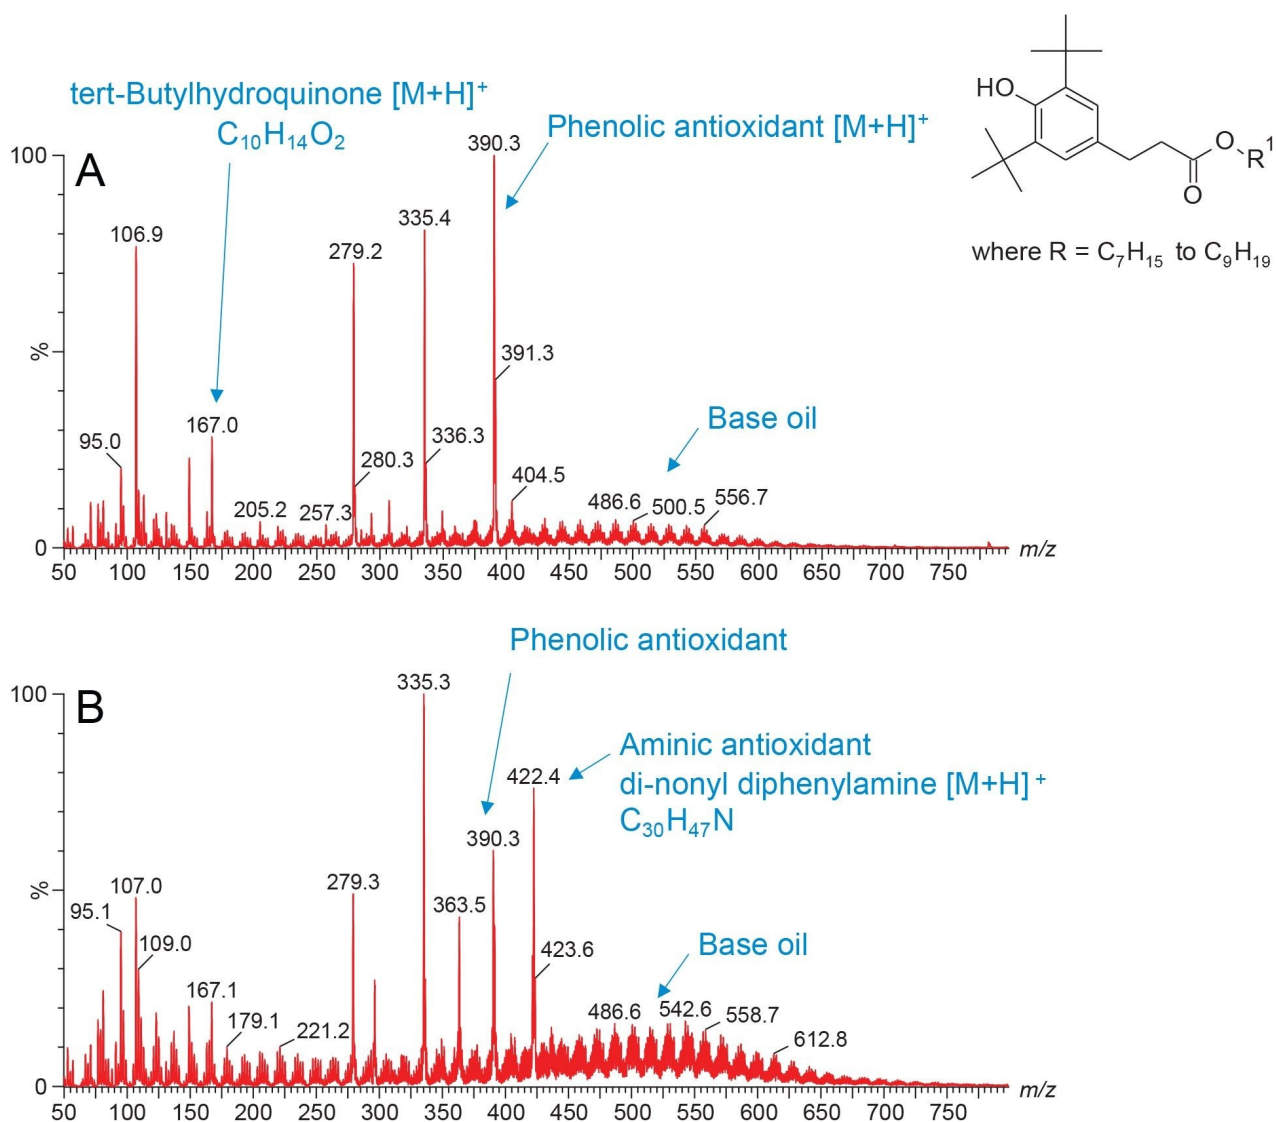 tert-Butylhydroquinone [M+H]⁺
C₁₀H₁₄O₂
Phenolic antioxidant [M+H]⁺
HO
O
R¹
O
where R = C₇H₁₅ to C₉H₁₉
A
100
%
0
390.3
335.4
106.9
279.2
391.3
167.0
95.0
336.3
280.3
Base oil
404.5
205.2
257.3
486.6
500.5
556.7
50 100 150 200 250 300 350 400 450 500 550 600 650 700 750
m/z
Phenolic antioxidant
B
100
%
0
335.3
Aminic antioxidant
di-nonyl diphenylamine [M+H]⁺
C₃₀H₄₇N
422.4
390.3
107.0
279.3
363.5
95.1
109.0
423.6
Base oil
167.1
179.1
221.2
486.6
542.6
558.7
612.8
50 100 150 200 250 300 350 400 450 500 550 600 650 700 750
m/z